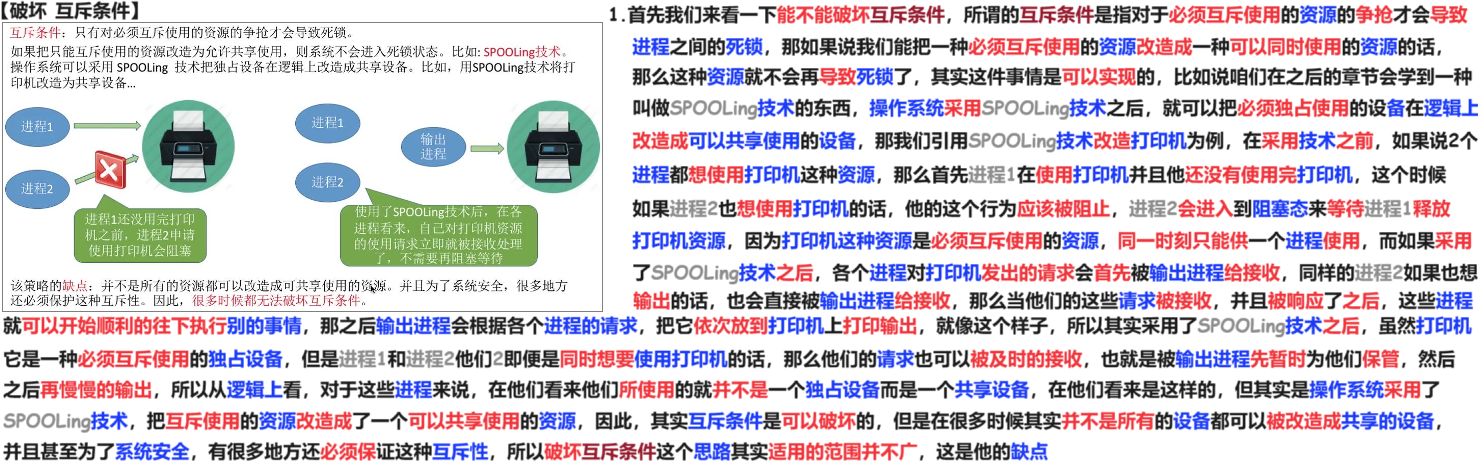 【破坏 互斥条件】
互斥条件：只有对必须互斥使用的资源的争抢才会导致死锁。
如果把只能互斥使用的资源改造为允许共享使用，则系统不会进入死锁状态。比如: SPOOLing技术。
操作系统可以采用 SPOOLing 技术把独占设备在逻辑上改造成共享设备。比如，用SPOOLing技术将打
印机改造为共享设备...
进程1
进程2
进程1还没用完打印
机之前，进程2申请
使用打印机会阻塞
进程1
进程2
输出
进程
使用了SPOOLing技术后，在各
进程看来，自己对打印机资源
的使用请求立即就被接收处理
了，不需要再阻塞等待
该策略的缺点：并不是所有的资源都可以改造成可共享使用的资源。并且为了系统安全，很多地方
还必须保护这种互斥性。因此，很多时候都无法破坏互斥条件。
1.首先我们来看一下能不能破坏互斥条件，所谓的互斥条件是指对于必须互斥使用的资源的争抢才会导致
进程之间的死锁，那如果说我们能把一种必须互斥使用的资源改造成一种可以同时使用的资源的话，
那么这种资源就不会再导致死锁了，其实这件事情是可以实现的，比如说咱们在之后的章节会学到一种
叫做SPOOLing技术的东西，操作系统采用SPOOLing技术之后，就可以把必须独占使用的设备在逻辑上
改造成可以共享使用的设备，那我们引用SPOOLing技术改造打印机为例，在采用技术之前，如果说2个
进程都想使用打印机这种资源，那么首先进程1在使用打印机并且他还没有使用完打印机，这个时候
如果进程2也想使用打印机的话，他的这个行为应该被阻止，进程2会进入到阻塞态来等待进程1释放
打印机资源，因为打印机这种资源是必须互斥使用的资源，同一时刻只能供一个进程使用，而如果采用
了SPOOLing技术之后，各个进程对打印机发出的请求会首先被输出进程给接收，同样的进程2如果也想
输出的话，也会直接被输出进程给接收，那么当他们的这些请求被接收，并且被响应了之后，这些进程
就可以开始顺利的往下执行别的事情，那之后输出进程会根据各个进程的请求，把它依次放到打印机上打印输出，就像这个样子，所以其实采用了SPOOLing技术之后，虽然打印机
它是一种必须互斥使用的独占设备，但是进程1和进程2他们2即便是同时想要使用打印机的话，那么他们的请求也可以被及时的接收，也就是被输出进程先暂时为他们保管，然后
之后再慢慢的输出，所以从逻辑上看，对于这些进程来说，在他们看来他们所使用的就并不是一个独占设备而是一个共享设备，在他们看来是这样的，但其实是操作系统采用了
SPOOLing技术，把互斥使用的资源改造成了一个可以共享使用的资源，因此，其实互斥条件是可以破坏的，但是在很多时候其实并不是所有的设备都可以被改造成共享的设备，
并且甚至为了系统安全，有很多地方还必须保证这种互斥性，所以破坏互斥条件这个思路其实适用的范围并不广，这是他的缺点